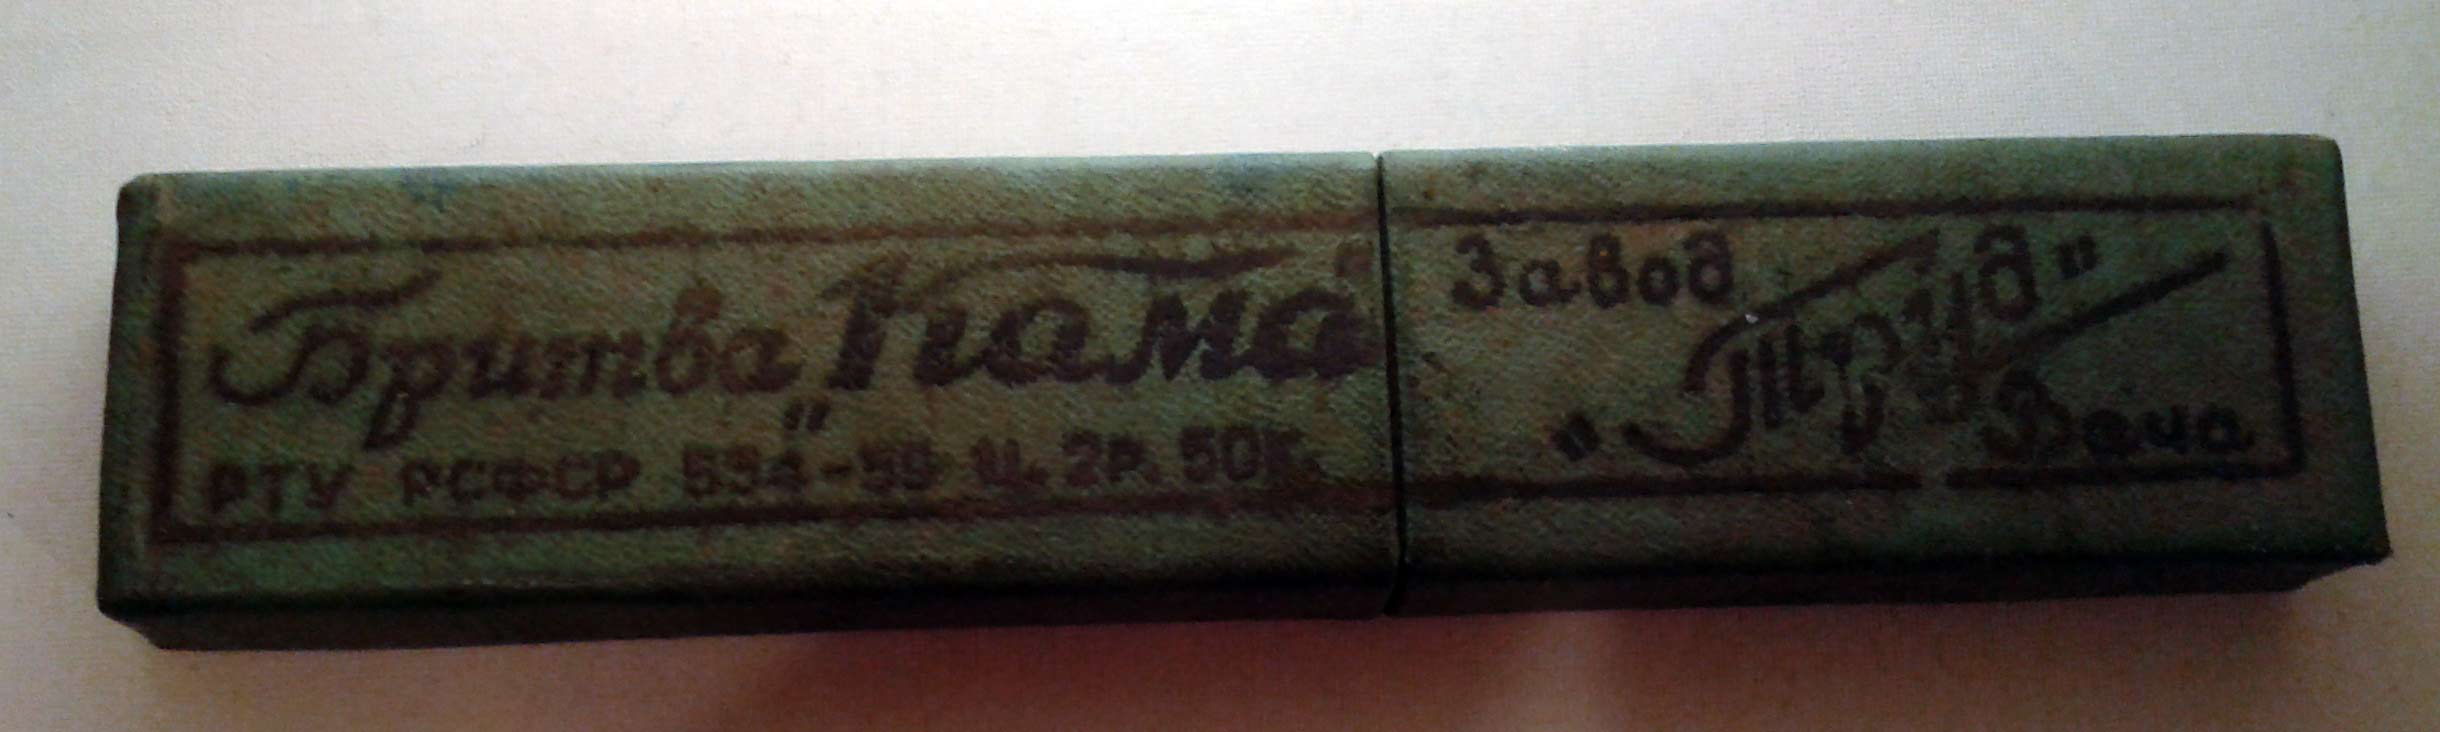 Бритва „Кама"
РТУ РСФСР 594-59 Ц. 2р. 50К.
Завод
„Труд"
Вача